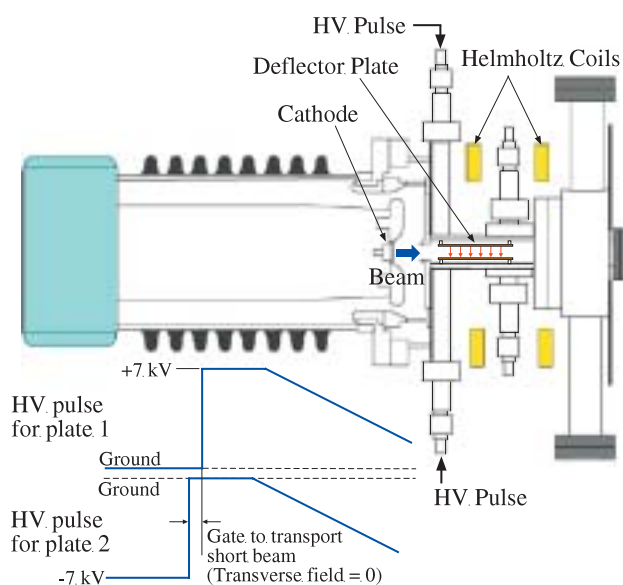 HV. Pulse
Deflector. Plate
Helmholtz Coils
Cathode
Beam
+7. kV
HV. pulse
for plate. 1
Ground
Ground
HV. Pulse
HV. pulse
for plate. 2
Gate to transport
short beam
(Transverse field = 0)
-7. kV